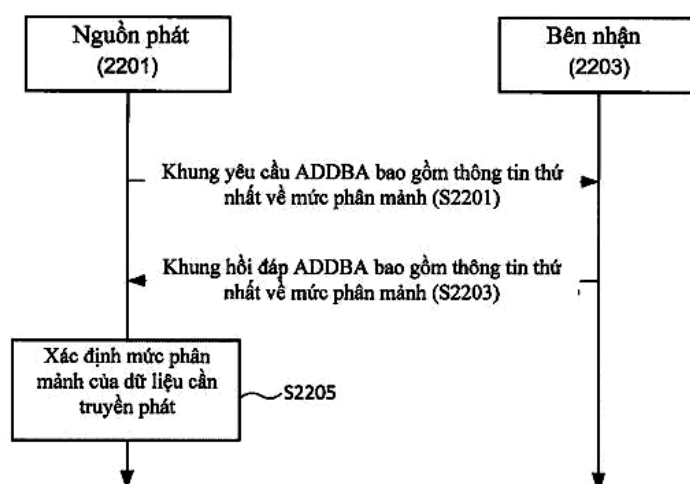 Nguồn phát
(2201)
Bên nhận
(2203)
Khung yêu cầu ADDBA bao gồm thông tin thứ
nhất về mức phân mảnh (S2201)
Khung hồi đáp ADDBA bao gồm thông tin thứ
nhất về mức phân mảnh (S2203)
Xác định mức phân
mảnh của dữ liệu cần
truyền phát
S2205